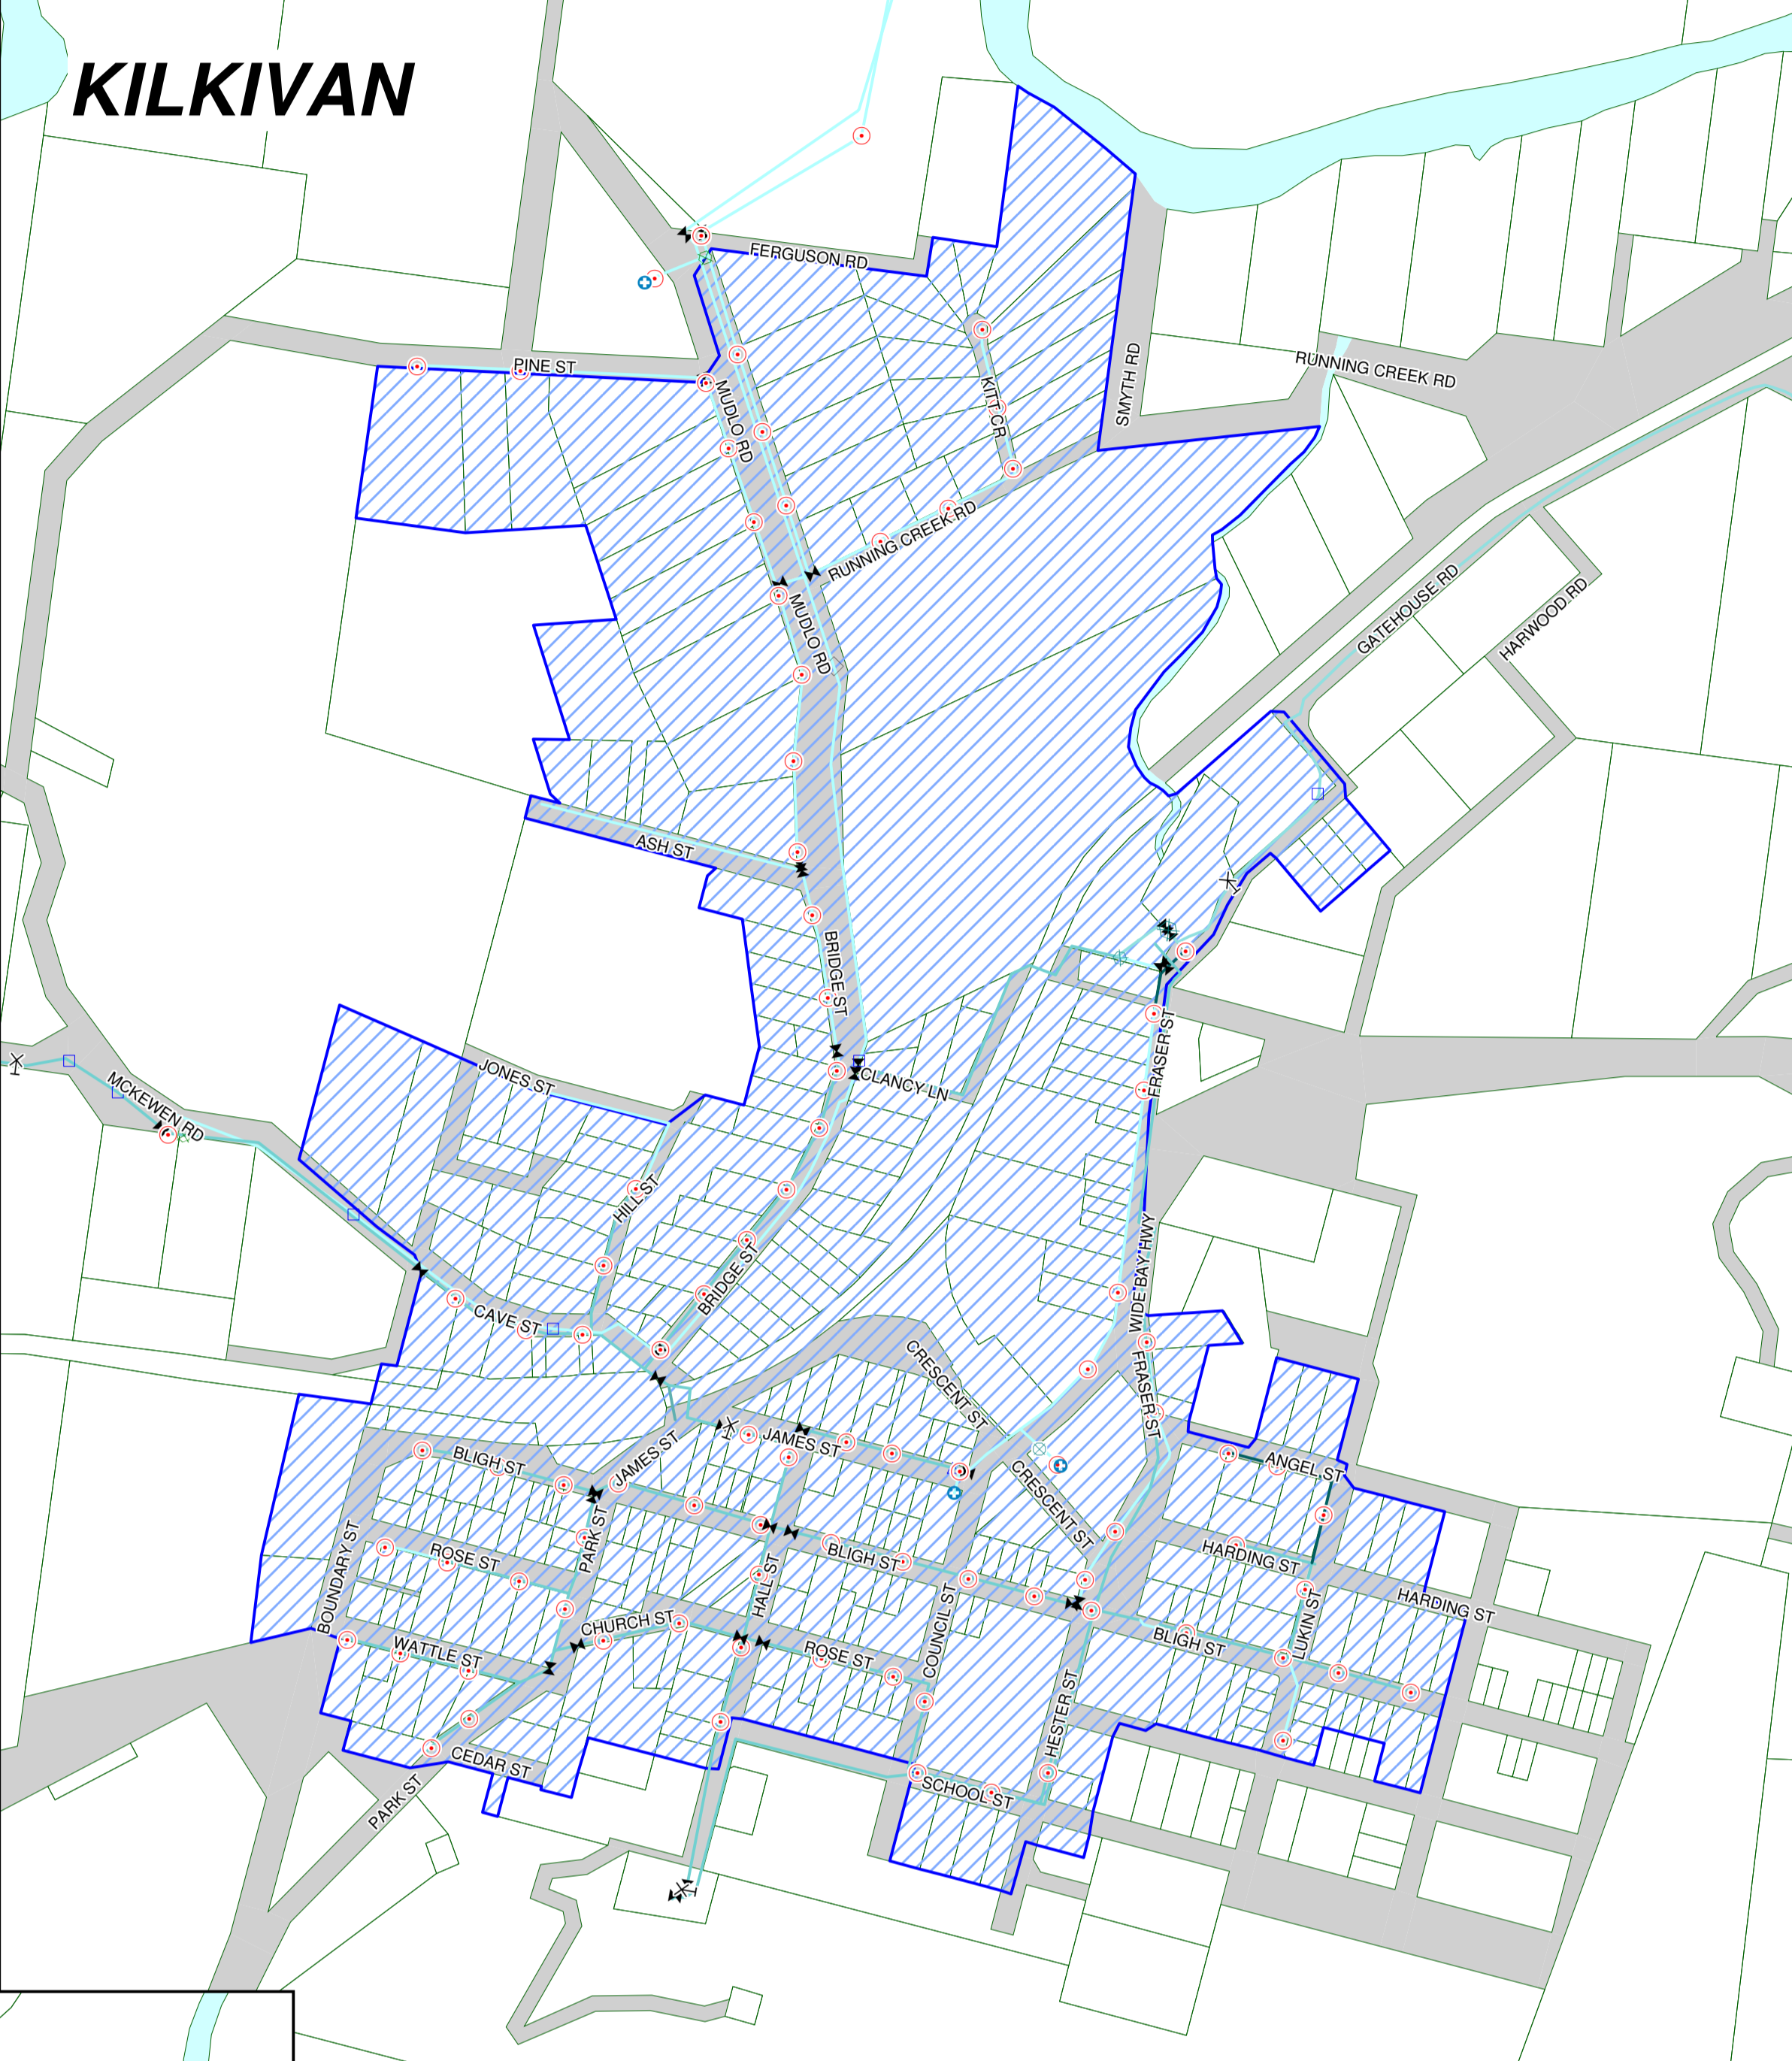 KILKIVAN
FERGUSON RD
PINE ST
MUDLO RD
KITT CR
SMYTH RD
RUNNING CREEK RD
RUNNING CREEK RD
MUDLO RD
GATEHOUSE RD
HARWOOD RD
ASH ST
BRIDGE ST
FRASER ST
CLANCY LN
JONES ST
MCKEWEN RD
HILL ST
BRIDGE ST
WIDE BAY HWY
CAVE ST
CRESCENT ST
FRASER ST
JAMES ST
JAMES ST
BLIGH ST
ANGEL ST
CRESCENT ST
PARK ST
BOUNDARY ST
ROSE ST
BLIGH ST
HARDING ST
HALL ST
HARDING ST
COUNCIL ST
CHURCH ST
LUKIN ST
BLIGH ST
WATTLE ST
ROSE ST
HESTER ST
CEDAR ST
SCHOOL ST
PARK ST